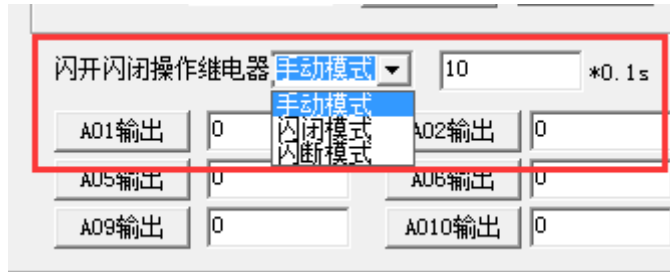 闪开闪闭操作继电器 手动模式 10 *0.1s
手动模式
闪闭模式
闪断模式
A01输出 0 A02输出 0
A05输出 0 A06输出 0
A09输出 0 A010输出 0